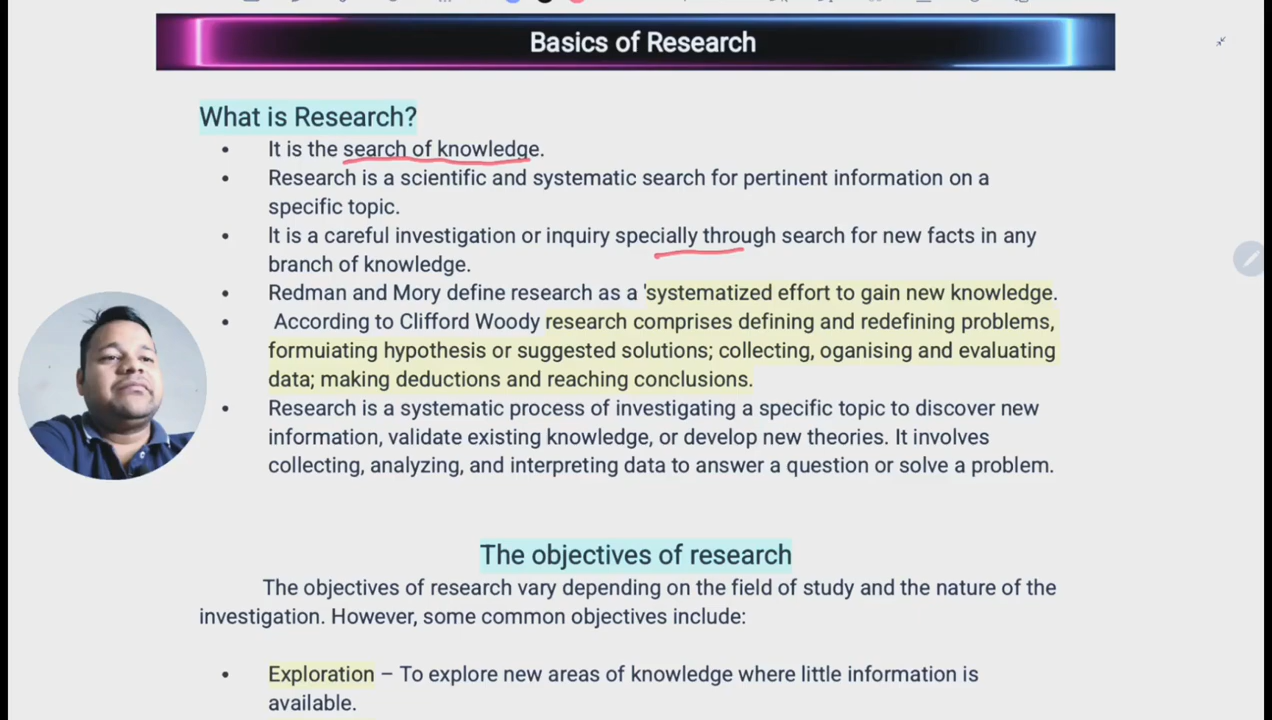 Basics of Research
What is Research?
• It is the search of knowledge.
• Research is a scientific and systematic search for pertinent information on a
specific topic.
• It is a careful investigation or inquiry specially through search for new facts in any
branch of knowledge.
• Redman and Mory define research as a 'systematized effort to gain new knowledge.
• According to Clifford Woody research comprises defining and redefining problems,
formuiating hypothesis or suggested solutions; collecting, oganising and evaluating
data; making deductions and reaching conclusions.
• Research is a systematic process of investigating a specific topic to discover new
information, validate existing knowledge, or develop new theories. It involves
collecting, analyzing, and interpreting data to answer a question or solve a problem.
The objectives of research
The objectives of research vary depending on the field of study and the nature of the
investigation. However, some common objectives include:
• Exploration – To explore new areas of knowledge where little information is
available.